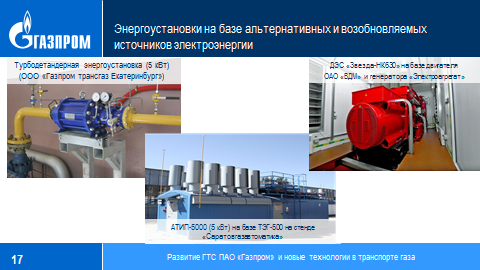 ГАЗПРОМ
Энергоустановки на базе альтернативных и возобновляемых
источников электроэнергии
Турбодетандерная энергоустановка (5 кВт)
(ООО «Газпром трансгаз Екатеринбург»)
ДЭС «Звезда-НК630» на базе двигателя
ОАО «ВДМ» и генератора «Электроагрегат»
АТИП-5000 (5 кВт) на базе ТЭГ-500 на стенде
«Саратовгазавтоматика»
17
Развитие ГТС ПАО «Газпром» и новые технологии в транспорте газа